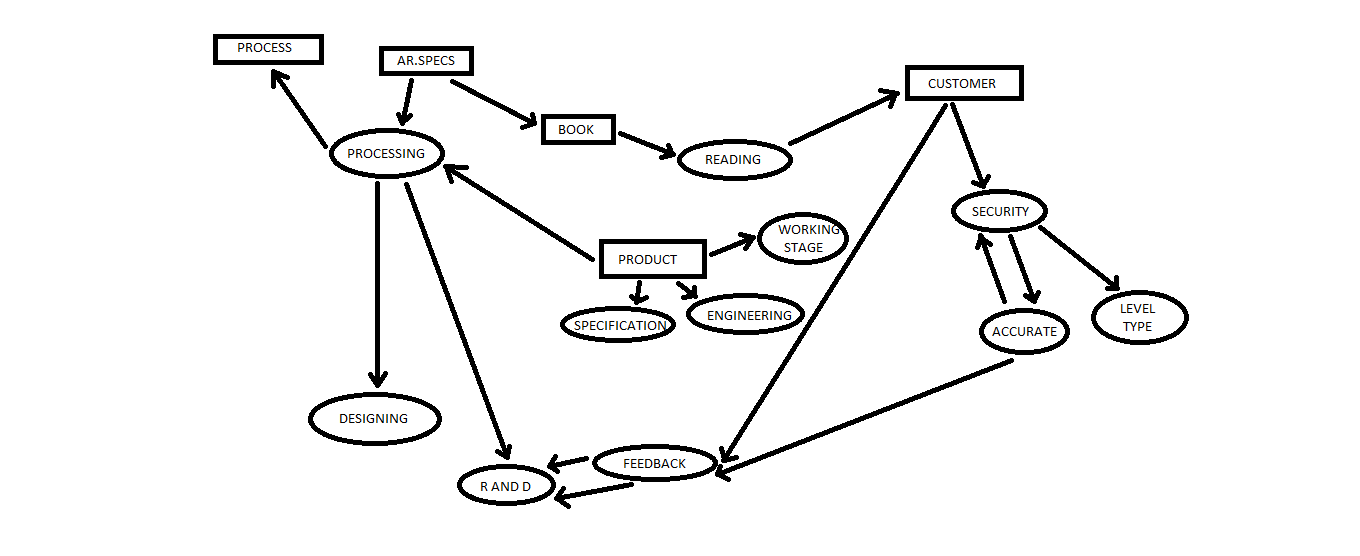 PROCESS
AR.SPECS
CUSTOMER
BOOK
PROCESSING
READING
SECURITY
WORKING
STAGE
PRODUCT
LEVEL
TYPE
SPECIFICATION
ENGINEERING
ACCURATE
DESIGNING
FEEDBACK
R AND D